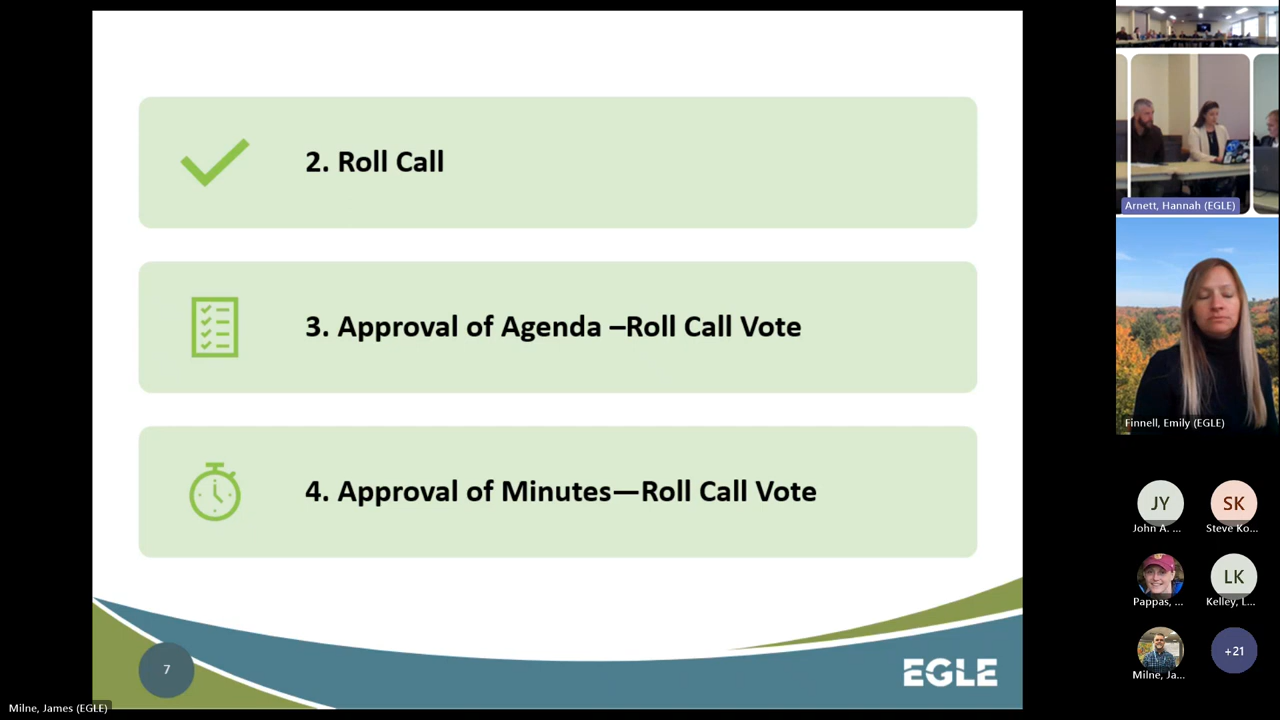 2. Roll Call
3. Approval of Agenda –Roll Call Vote
4. Approval of Minutes—Roll Call Vote
7
EGLE
Milne, James (EGLE)
Arnett, Hannah (EGLE)
Finnell, Emily (EGLE)
JY
SK
John A. ...
Steve Ko...
LK
Pappas, ...
Kelley, L...
+21
Milne, Ja...